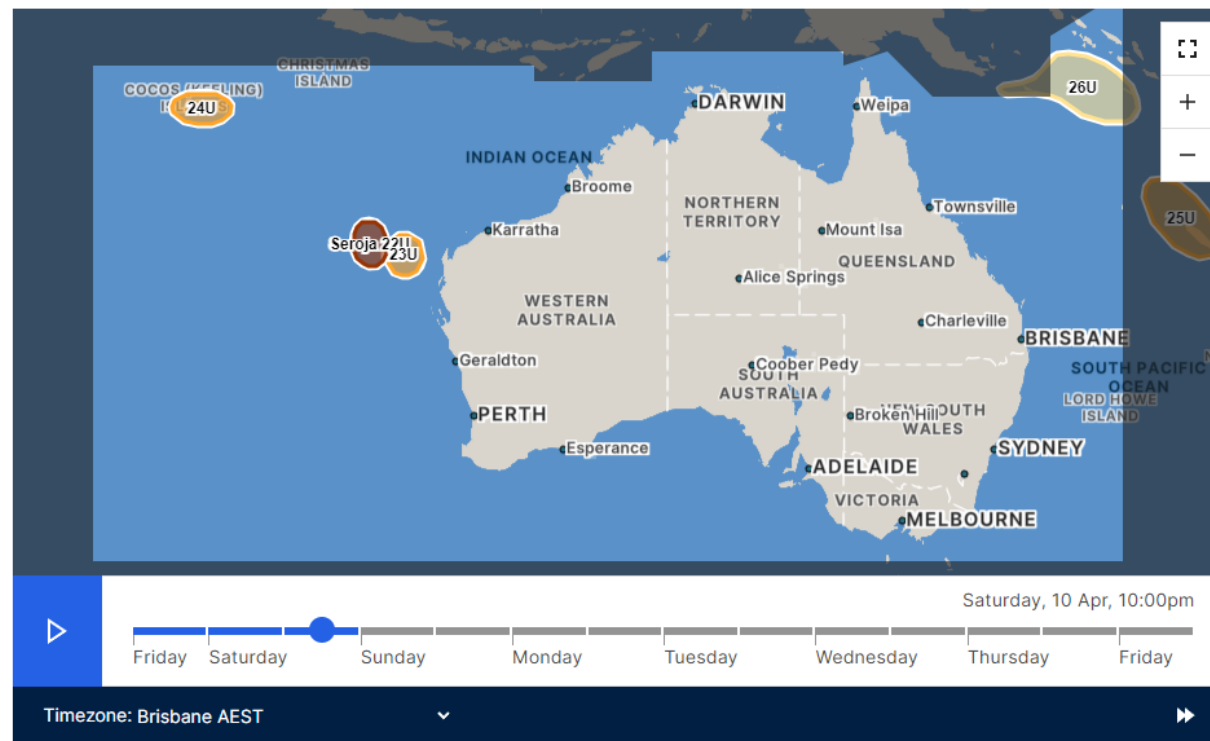 CHRISTMAS
ISLAND
COCOS (KEELING)
24U
26U
DARWIN
Weipa
INDIAN OCEAN
Broome
NORTHERN
TERRITORY
Townsville
25U
Karratha
Mount Isa
Seroja 22U
23U
QUEENSLAND
Alice Springs
WESTERN
AUSTRALIA
Charleville
BRISBANE
Geraldton
Coober Pedy
SOUTH
AUSTRALIA
SOUTH PACIFIC
OCEAN
LORD HOWE
ISLAND
PERTH
Broken Hill
NEW SOUTH
WALES
Esperance
SYDNEY
ADELAIDE
VICTORIA
MELBOURNE
Saturday, 10 Apr, 10:00pm
Friday Saturday Sunday Monday Tuesday Wednesday Thursday Friday
Timezone: Brisbane AEST